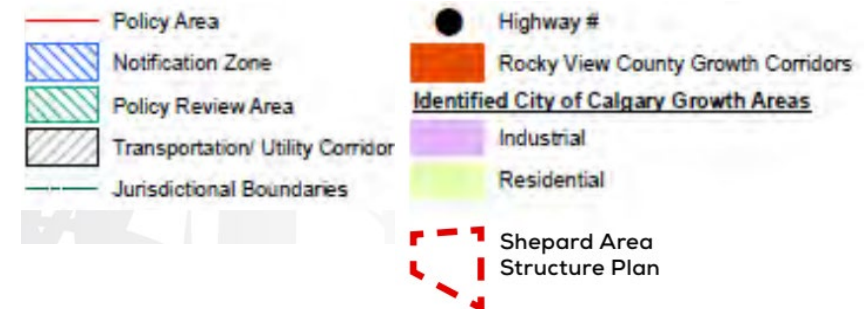 Policy Area
Notification Zone
Policy Review Area
Transportation/ Utility Corridor
Jurisdictional Boundaries
Highway #
Rocky View County Growth Corridors
Identified City of Calgary Growth Areas
Industrial
Residential
Shepard Area
Structure Plan